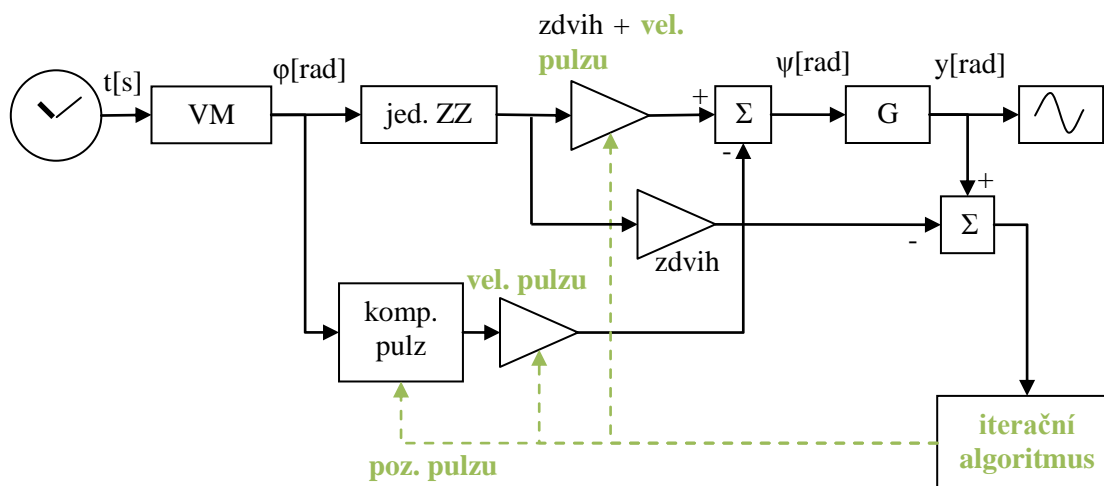 zdvih + vel.
pulzu
t[s]
φ[rad]
ψ[rad]
y[rad]
VM
jed. ZZ
+
Σ
G
-
+
Σ
-
zdvih
vel. pulzu
komp.
pulz
poz. pulzu
iterační
algoritmus